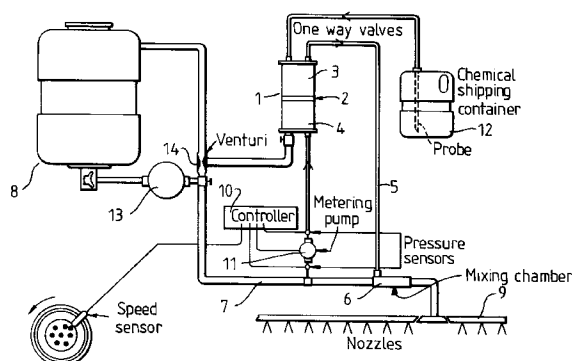 One way valves
3
1
2
Chemical
shipping
container
4
12
Venturi
Probe
14
8
5
10
13
Controller
Metering
pump
11
Pressure
sensors
Mixing chamber
7
6
9
Speed
sensor
Nozzles